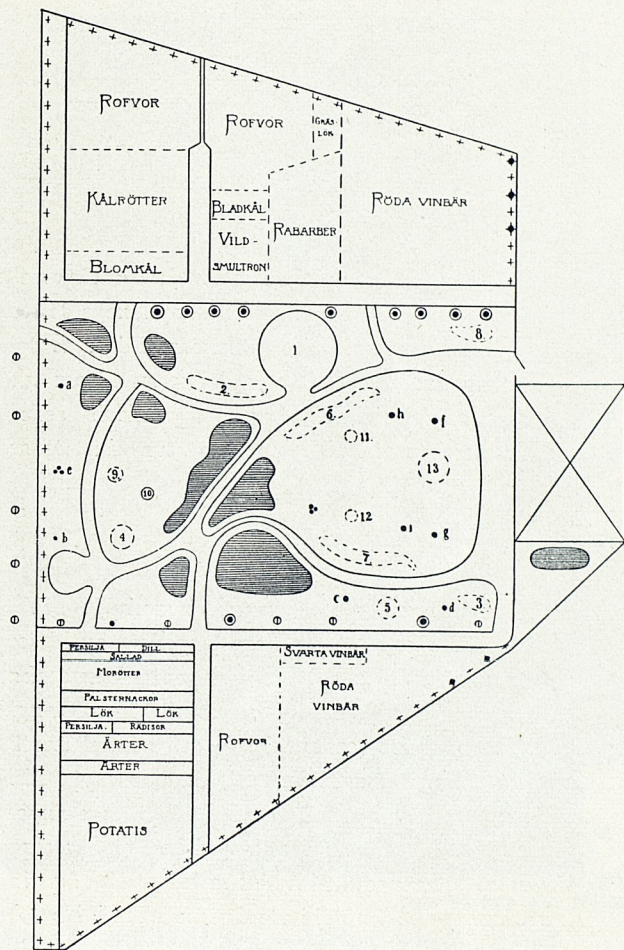 ROFVOR
ROFVOR
GRÄS-
LÖK
KÅLRÖTTER
BLADKÅL
VILD-
SMULTRON
RABARBER
RÖDA VINBÄR
BLOMKÅL
1
8
2
a
6
h
f
11.
13
e
9
10
12
4
b
i
g
7
c
5
d
3
PERSILJA
DILL
SALLAD
MORÖTTER
PALSTERNACKOR
LÖK
LÖK
PERSILJA.
RÄDISOR
ÄRTER
ÄRTER
POTATIS
ROFVOR
SVARTA VINBÄR
RÖDA
VINBÄR